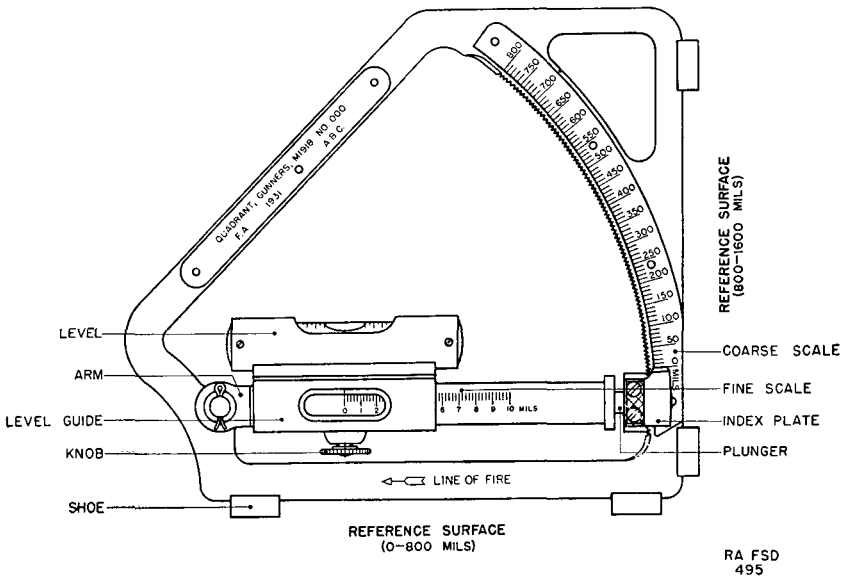 QUADRANT, GUNNERS, M1918 NO. 000
F.A 1931 A.B.C.
800
750
700
650
600
550
500
450
400
350
300
250
200
150
100
50
0 MILS
REFERENCE SURFACE
(800-1600 MILS)
LEVEL
ARM
LEVEL GUIDE
KNOB
SHOE
0 1 2
6 7 8 9 10 MILS
COARSE SCALE
FINE SCALE
INDEX PLATE
PLUNGER
LINE OF FIRE
REFERENCE SURFACE
(0-800 MILS)
RA FSD
495